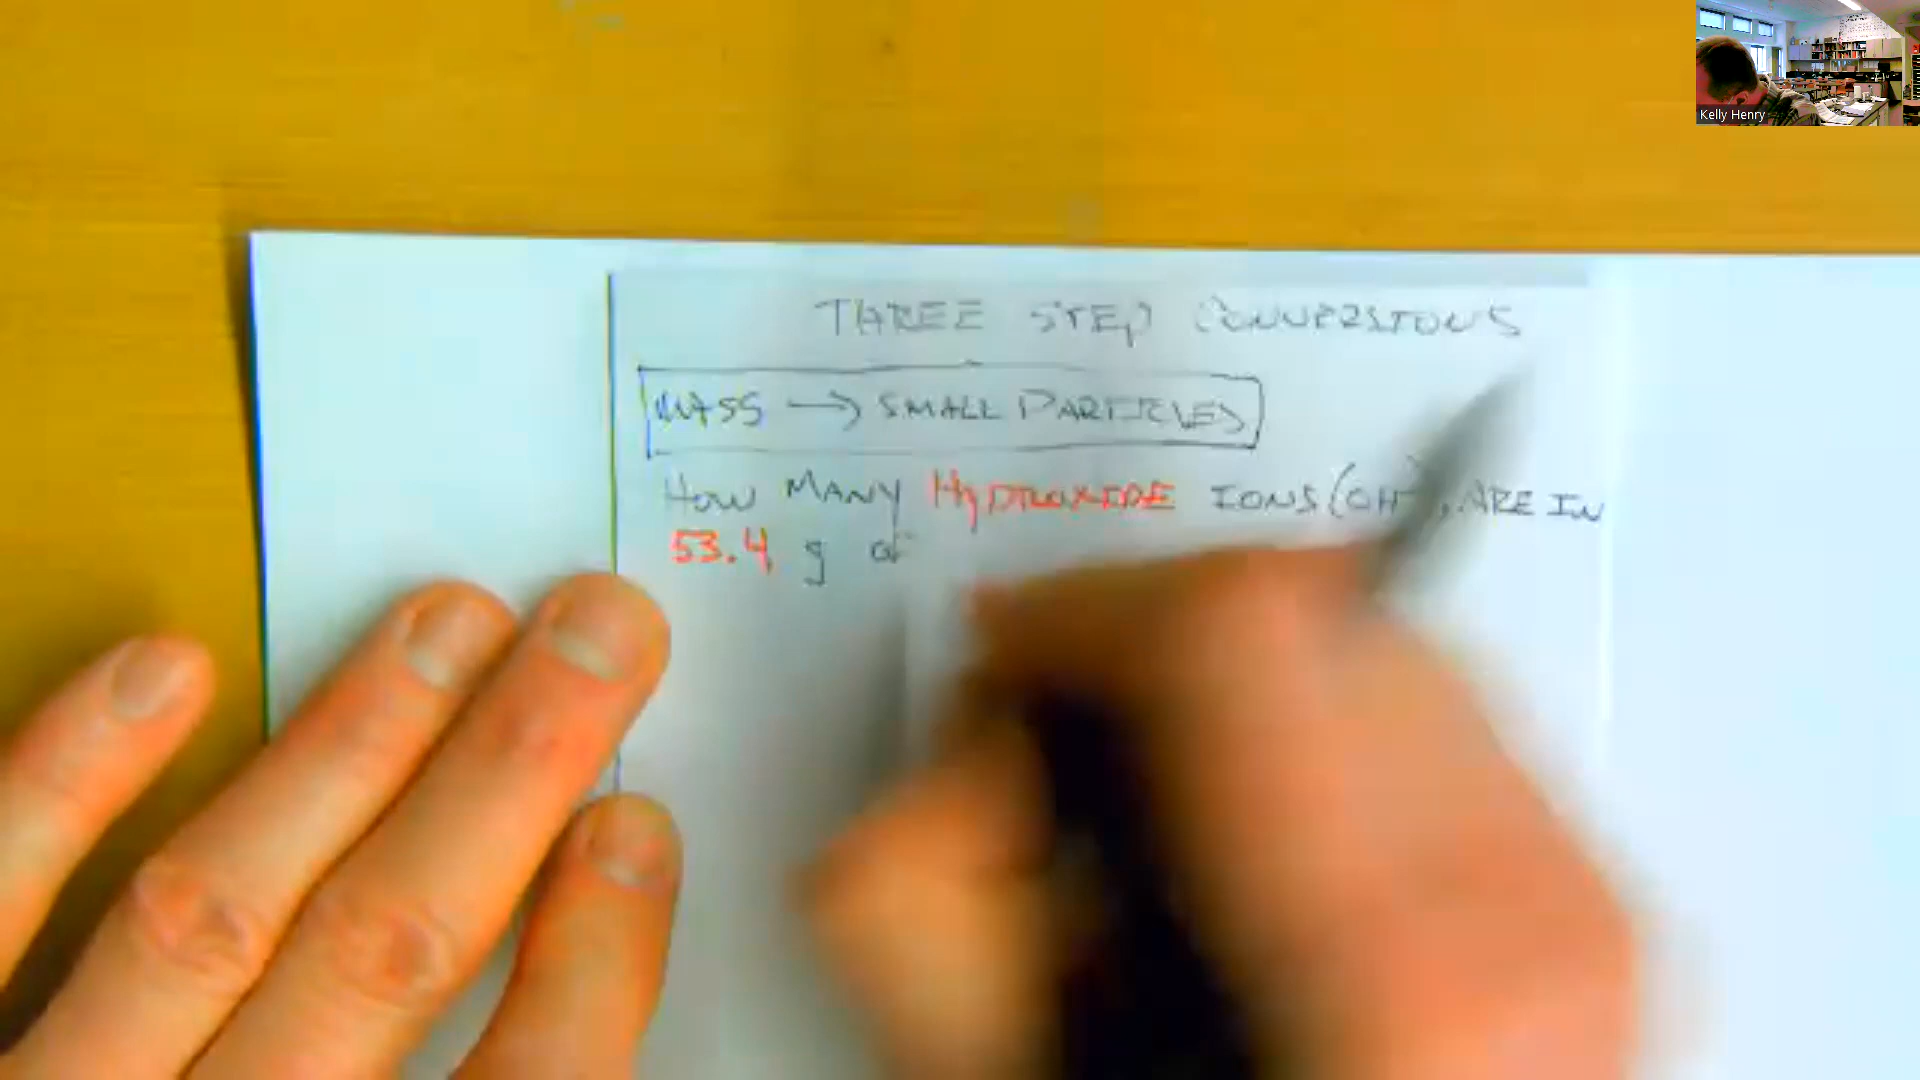 Kelly Henry
THREE STEP CONVERSIONS
MASS → SMALL PARTICLES
HOW MANY HYDROXIDE IONS (OH⁻), ARE IN
53.4 g of